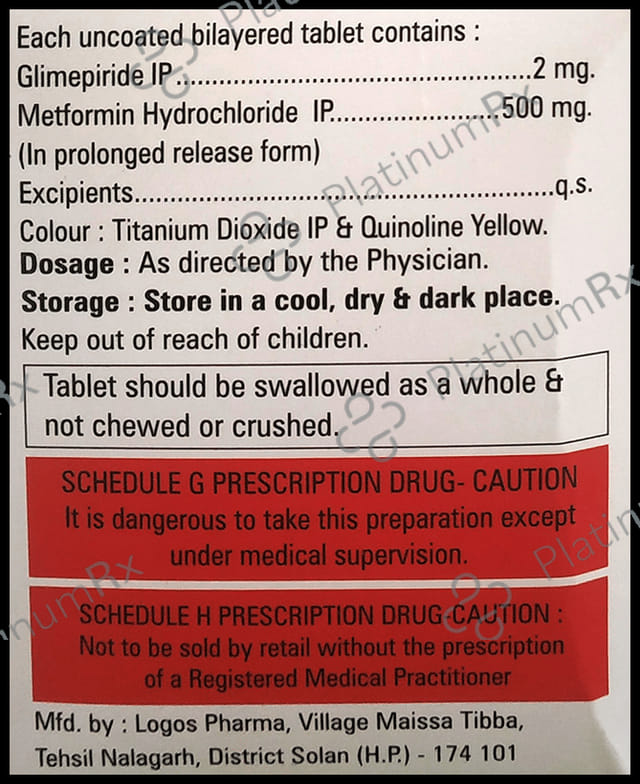 Each uncoated bilayered tablet contains :
Glimepiride IP..................................................2 mg.
Metformin Hydrochloride IP.......................500 mg.
(In prolonged release form)
Excipients..........................................................q.s.
Colour : Titanium Dioxide IP & Quinoline Yellow.
Dosage : As directed by the Physician.
Storage : Store in a cool, dry & dark place.
Keep out of reach of children.
Tablet should be swallowed as a whole &
not chewed or crushed.
SCHEDULE G PRESCRIPTION DRUG- CAUTION
It is dangerous to take this preparation except
under medical supervision.
SCHEDULE H PRESCRIPTION DRUG-CAUTION :
Not to be sold by retail without the prescription
of a Registered Medical Practitioner
Mfd. by : Logos Pharma, Village Maissa Tibba,
Tehsil Nalagarh, District Solan (H.P.) - 174 101
PlatinumRx
PlatinumRx